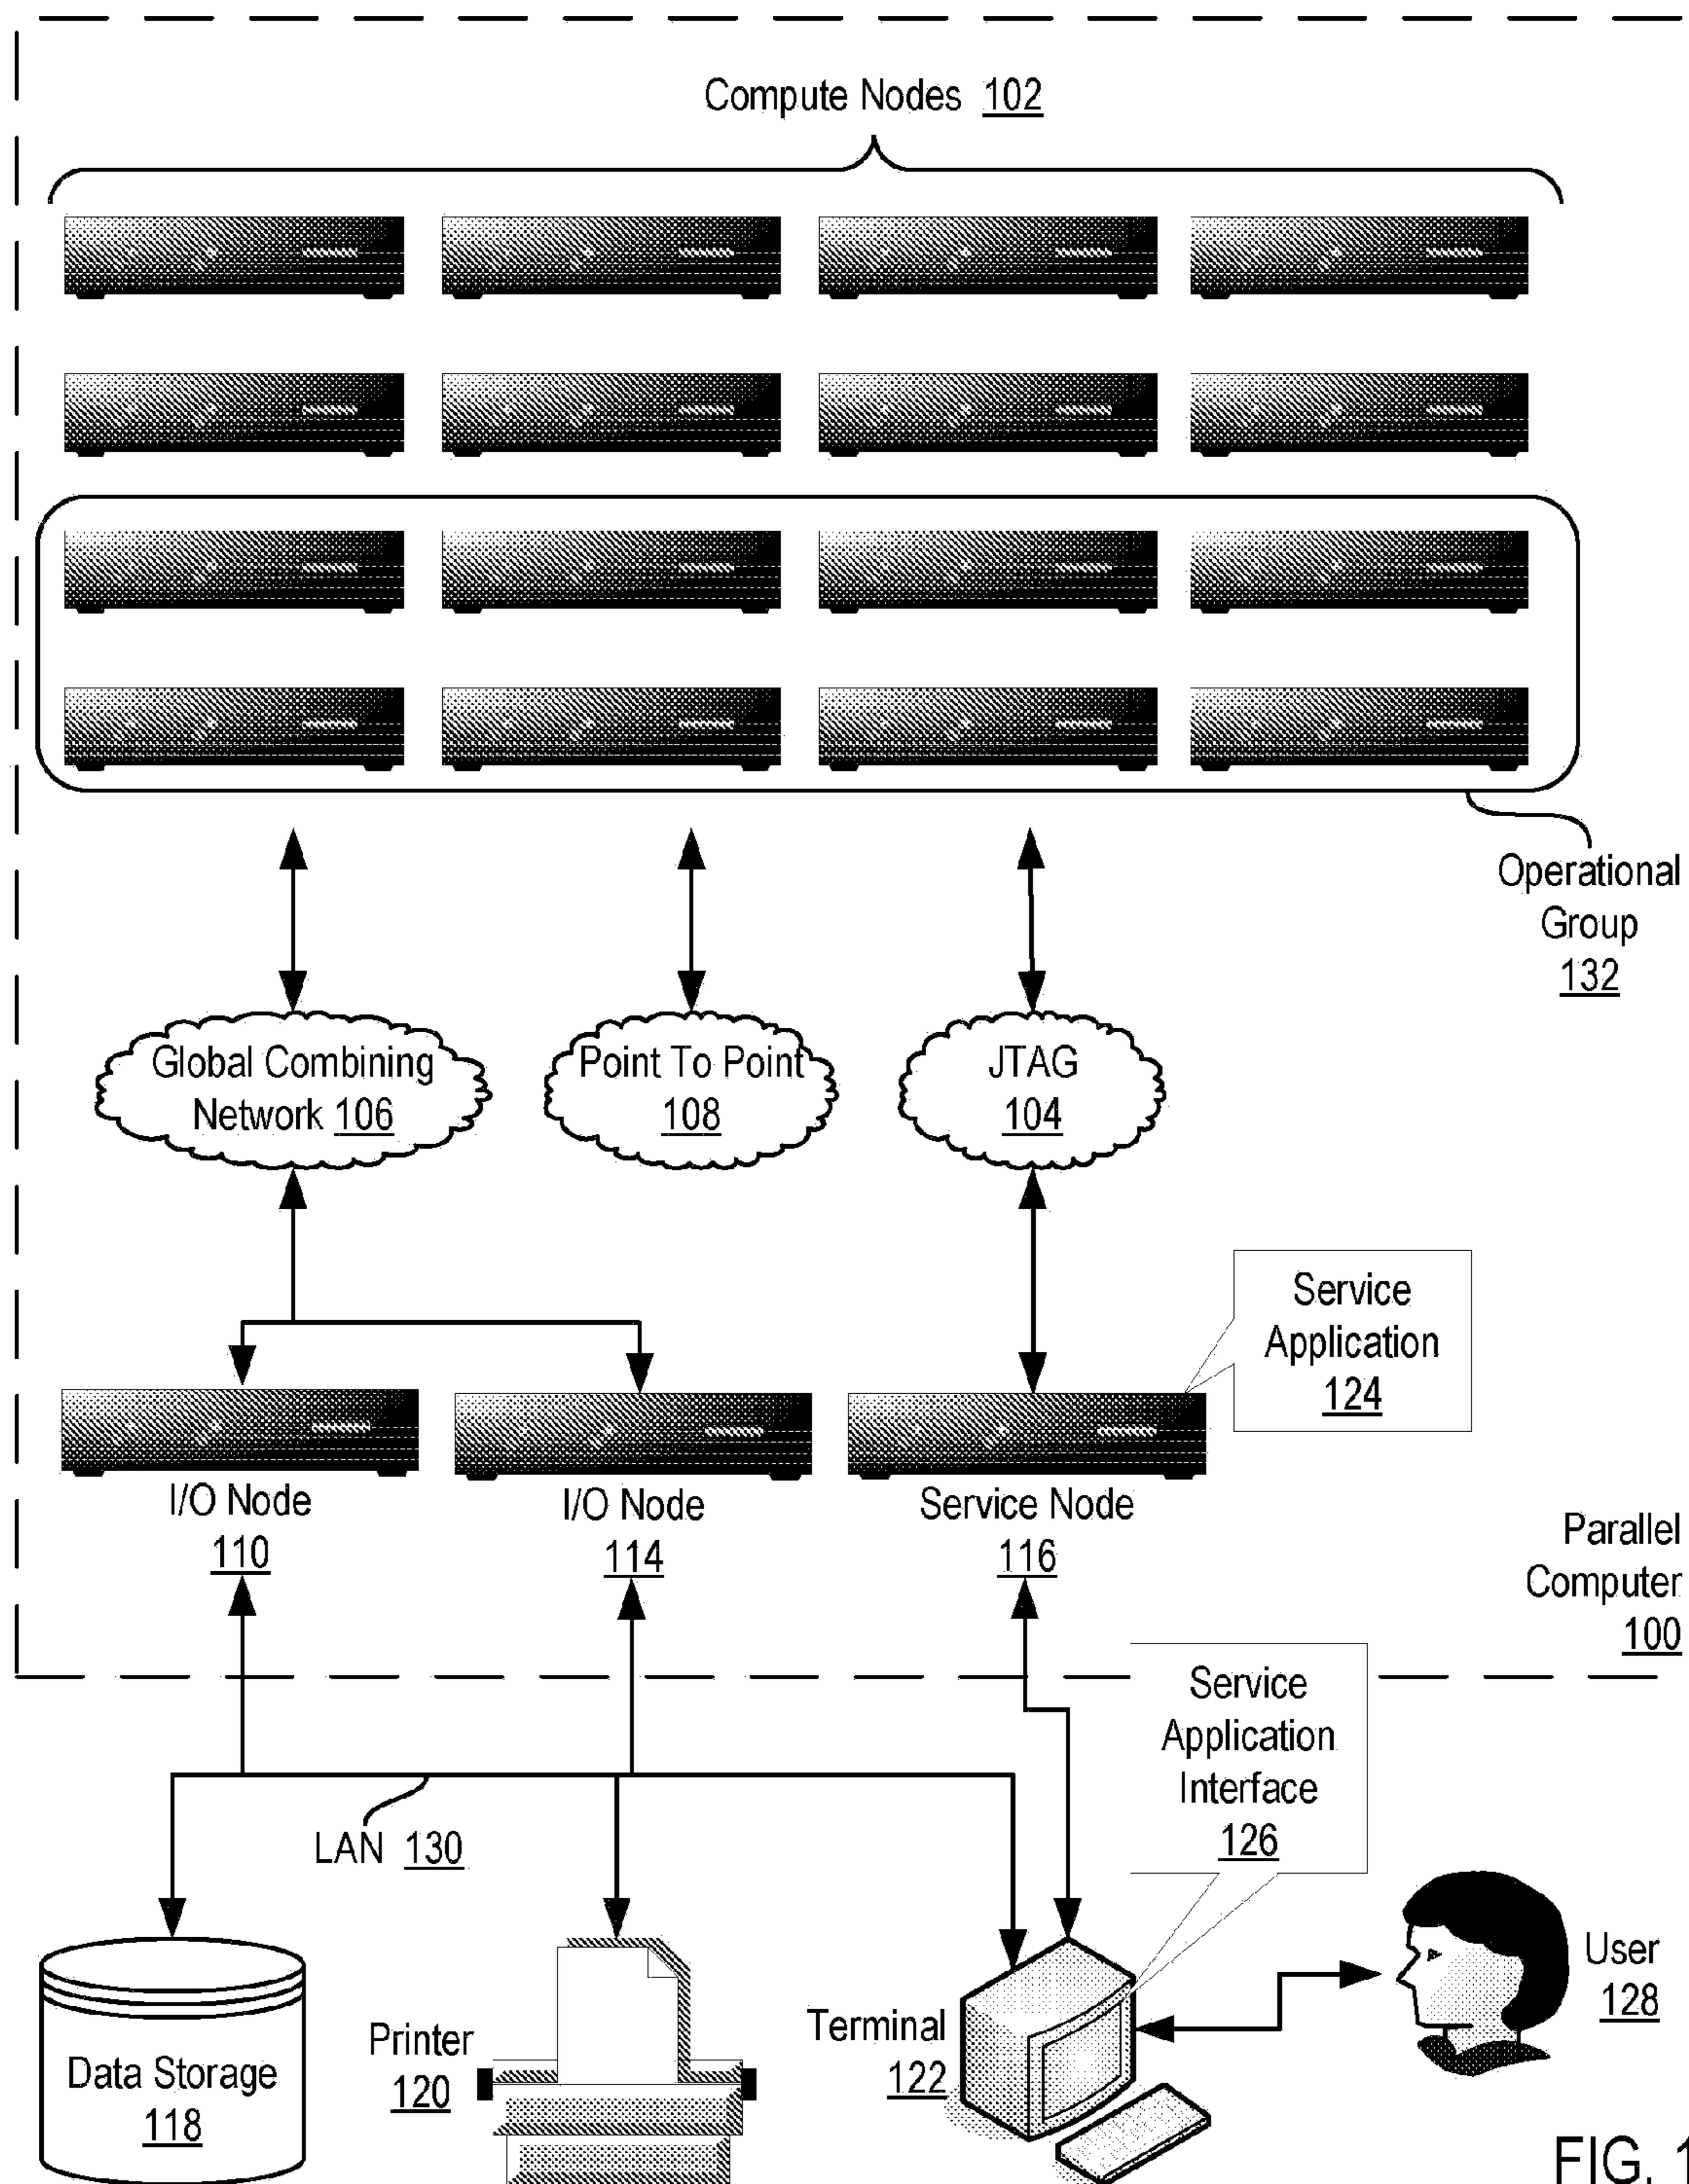 Compute Nodes 102
Operational
Group
132
Global Combining
Network 106
Point To Point
108
JTAG
104
Service
Application
124
I/O Node
110
I/O Node
114
Service Node
116
Parallel
Computer
100
Service
Application
Interface
126
LAN 130
Data Storage
118
Printer
120
Terminal
122
User
128
FIG. 1